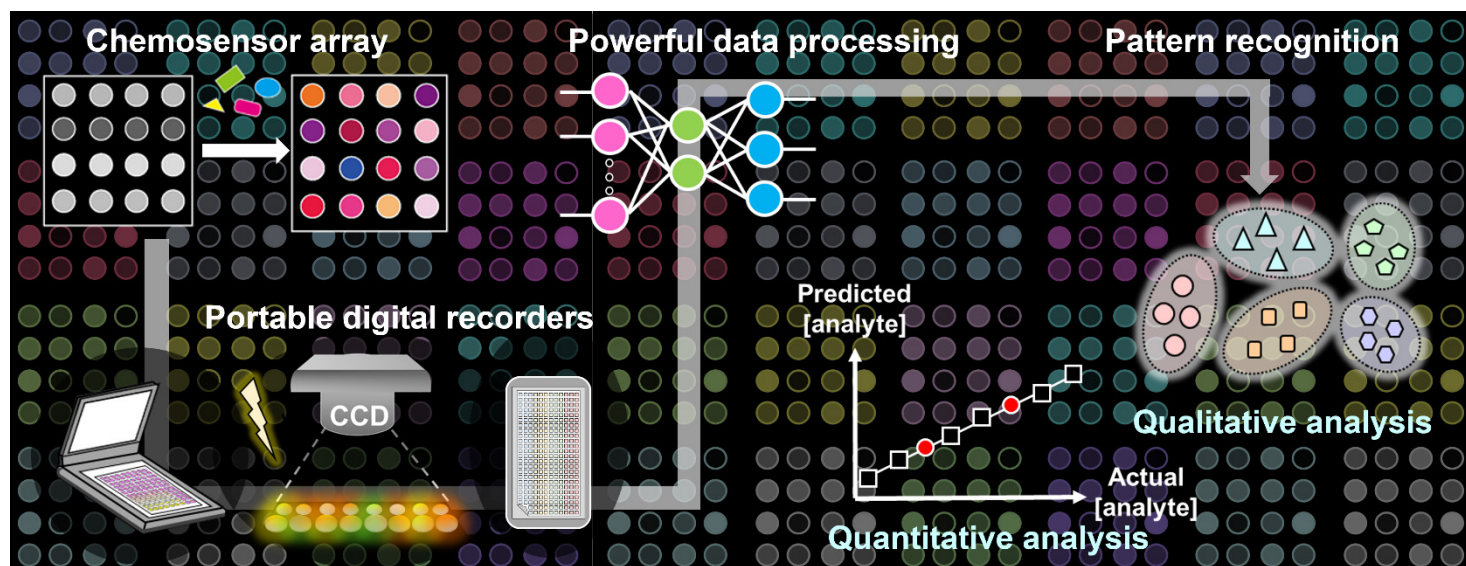 Chemosensor array
Powerful data processing
Pattern recognition
Portable digital recorders
CCD
Predicted
[analyte]
Actual
[analyte]
Quantitative analysis
Qualitative analysis